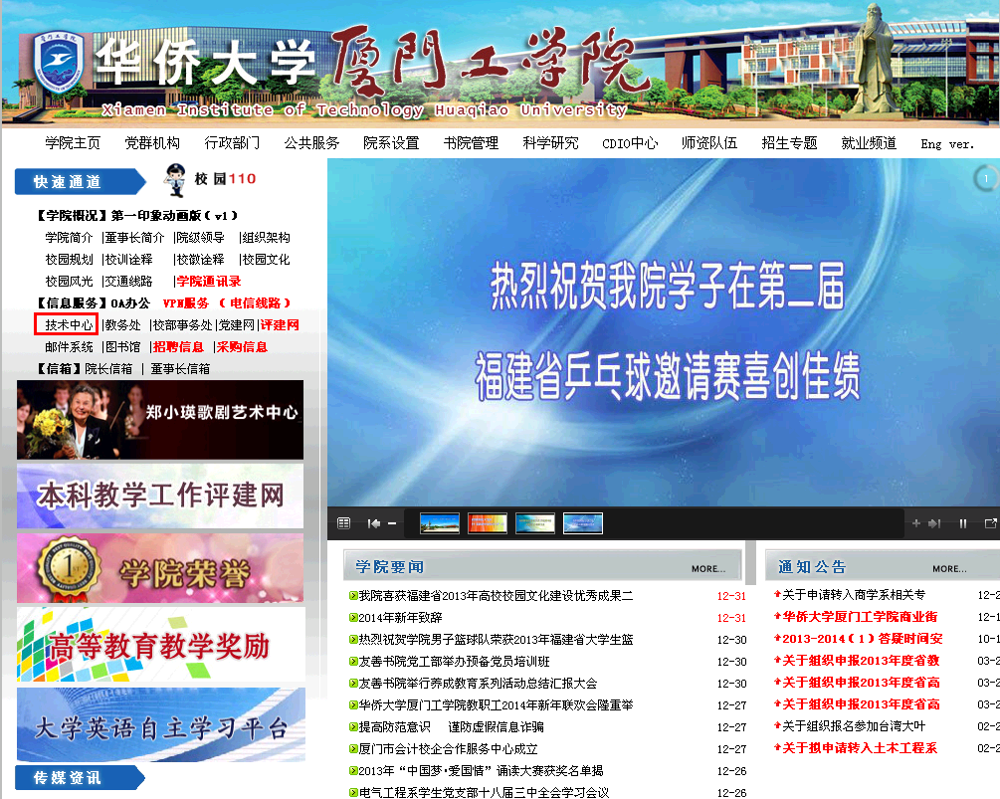 华侨大学 厦門工学院
Xiamen Institute of Technology Huaqiao University
学院主页 党群机构 行政部门 公共服务 院系设置 书院管理 科学研究 CDIO中心 师资队伍 招生专题 就业频道 Eng ver.
快速通道 校园110
【学院概况】第一印象动画版(v1)
学院简介 |董事长简介 |院级领导 |组织架构
校园规划 |校训诠释 |校徽诠释 |校园文化
校园风光 |交通线路 |学院通讯录
【信息服务】OA办公 VPN服务 (电信线路)
技术中心 |教务处 |校部事务处|党建网|评建网
邮件系统 |图书馆 |招聘信息 |采购信息
【信箱】院长信箱 | 董事长信箱
郑小瑛歌剧艺术中心
本科教学工作评建网
1 学院荣誉
高等教育教学奖励
大学英语自主学习平台
传媒资讯
1
热烈祝贺我院学子在第二届
福建省乒乓球邀请赛喜创佳绩
学院要闻 MORE...
我院喜获福建省2013年高校校园文化建设优秀成果二 12-31
2014年新年致辞 12-31
热烈祝贺学院男子篮球队荣获2013年福建省大学生篮 12-30
友善书院党工部举办预备党员培训班 12-30
友善书院举行养成教育系列活动总结汇报大会 12-30
华侨大学厦门工学院教职工2014年新年联欢会隆重举 12-27
提高防范意识 谨防虚假信息诈骗 12-27
厦门市会计校企合作服务中心成立 12-27
2013年“中国梦·爱国情”诵读大赛获奖名单揭 12-26
电气工程系学生党支部十八届三中全会学习会议 12-26
通知公告 MORE...
关于申请转入商学系相关专 12-2
华侨大学厦门工学院商业街 12-1
2013-2014(1)答疑时间安 10-1
关于组织申报2013年度省教 03-2
关于组织申报2013年度省高 03-2
关于组织申报2013年度省高 03-2
关于组织报名参加台湾大叶 02-2
关于拟申请转入土木工程系 02-2